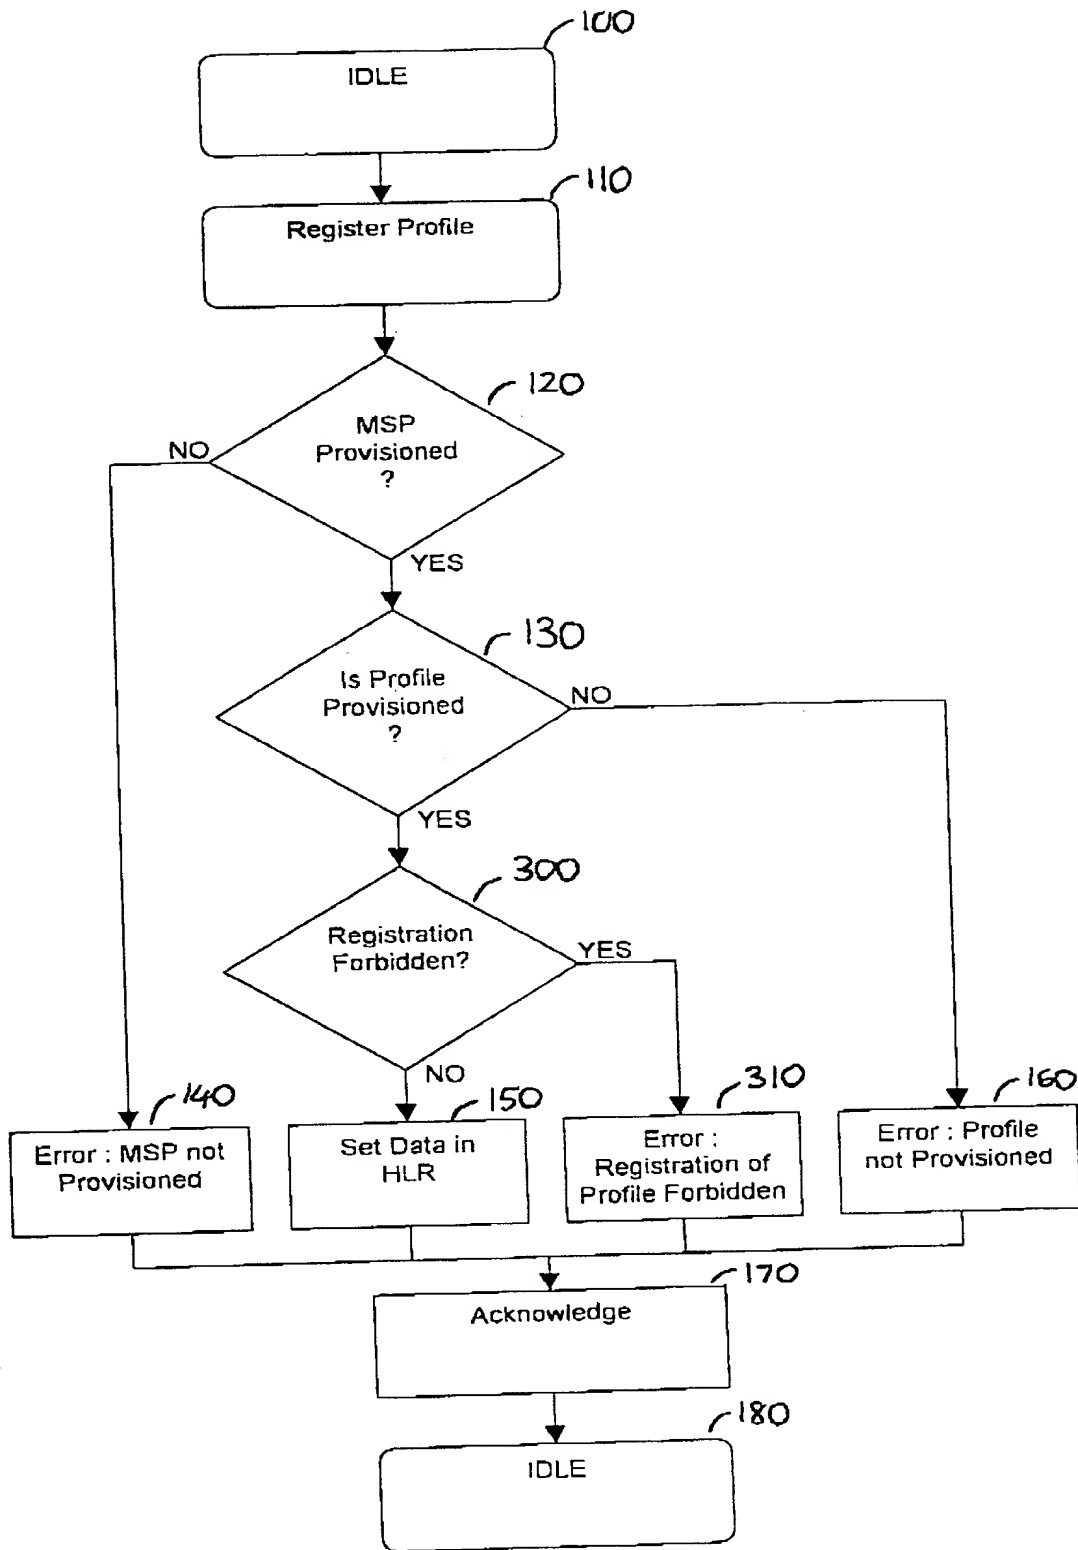 100
IDLE
110
Register Profile
120
MSP
Provisioned
?
NO
YES
130
Is Profile
Provisioned
?
NO
YES
300
Registration
Forbidden?
YES
NO
140
Error : MSP not
Provisioned
150
Set Data in
HLR
310
Error :
Registration of
Profile Forbidden
160
Error : Profile
not Provisioned
170
Acknowledge
180
IDLE